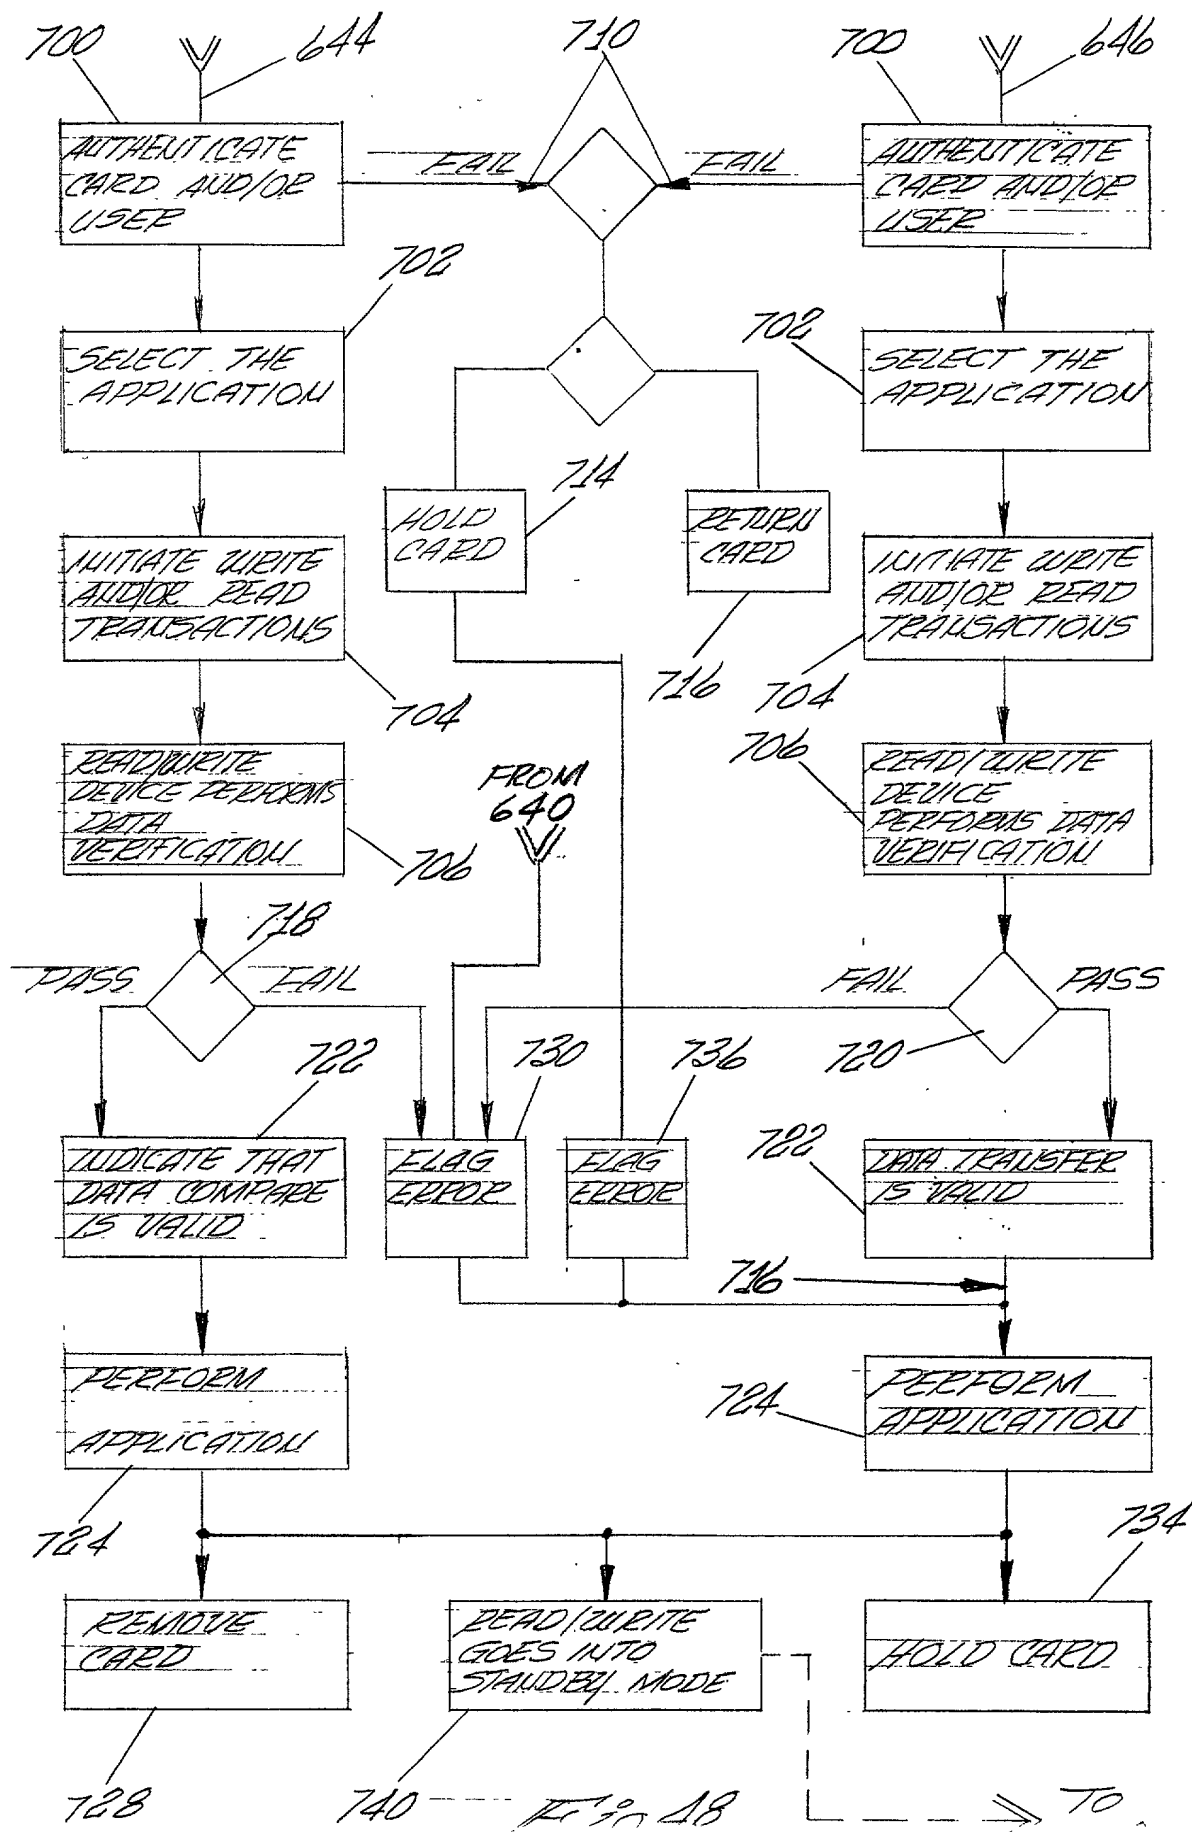 700
644
710
700
646
AUTHENTICATE
CARD AND/OR
USER
FAIL
FAIL
AUTHENTICATE
CARD AND/OR
USER
702
SELECT THE
APPLICATION
702
SELECT THE
APPLICATION
714
HOLD
CARD
RETURN
CARD
716
INITIATE WRITE
AND/OR READ
TRANSACTIONS
704
INITIATE WRITE
AND/OR READ
TRANSACTIONS
704
READ/WRITE
DEVICE PERFORMS
DATA
VERIFICATION
706
FROM
640
706
READ/WRITE
DEVICE
PERFORMS DATA
VERIFICATION
718
PASS
FAIL
FAIL
PASS
720
722
730
736
INDICATE THAT
DATA COMPARE
IS VALID
FLAG
ERROR
FLAG
ERROR
722
DATA TRANSFER
IS VALID
716
PERFORM
APPLICATION
724
724
PERFORM
APPLICATION
734
REMOVE
CARD
READ/WRITE
GOES INTO
STANDBY MODE
HOLD CARD
728
740
Fig 48
TO